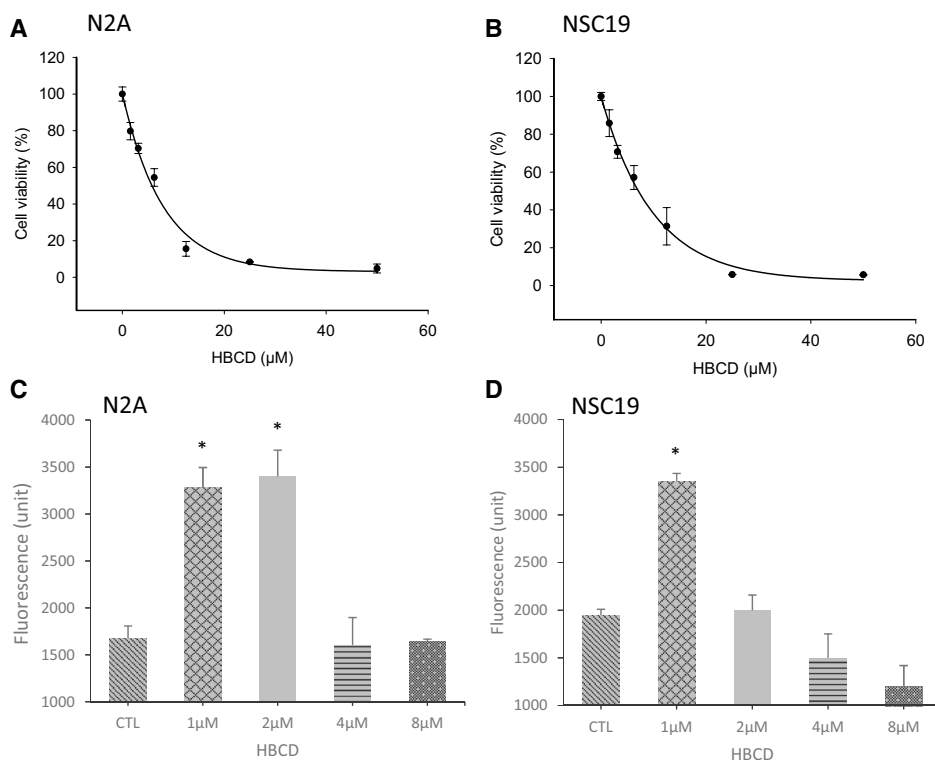 A
N2A
120
100
80
60
40
20
0
Cell viability (%)
0 20 40 60
HBCD (µM)
B
NSC19
120
100
80
60
40
20
0
Cell viability (%)
0 20 40 60
HBCD (µM)
C
N2A
4000
3500
3000
2500
2000
1500
1000
Fluorescence (unit)
* *
CTL 1µM 2µM 4µM 8µM
HBCD
D
NSC19
4000
3500
3000
2500
2000
1500
1000
Fluorescence (unit)
*
CTL 1µM 2µM 4µM 8µM
HBCD